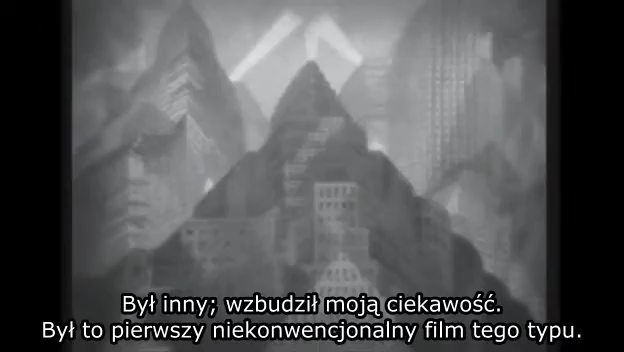 Był inny; wzbudził moją ciekawość.
Był to pierwszy niekonwencjonalny film tego typu.